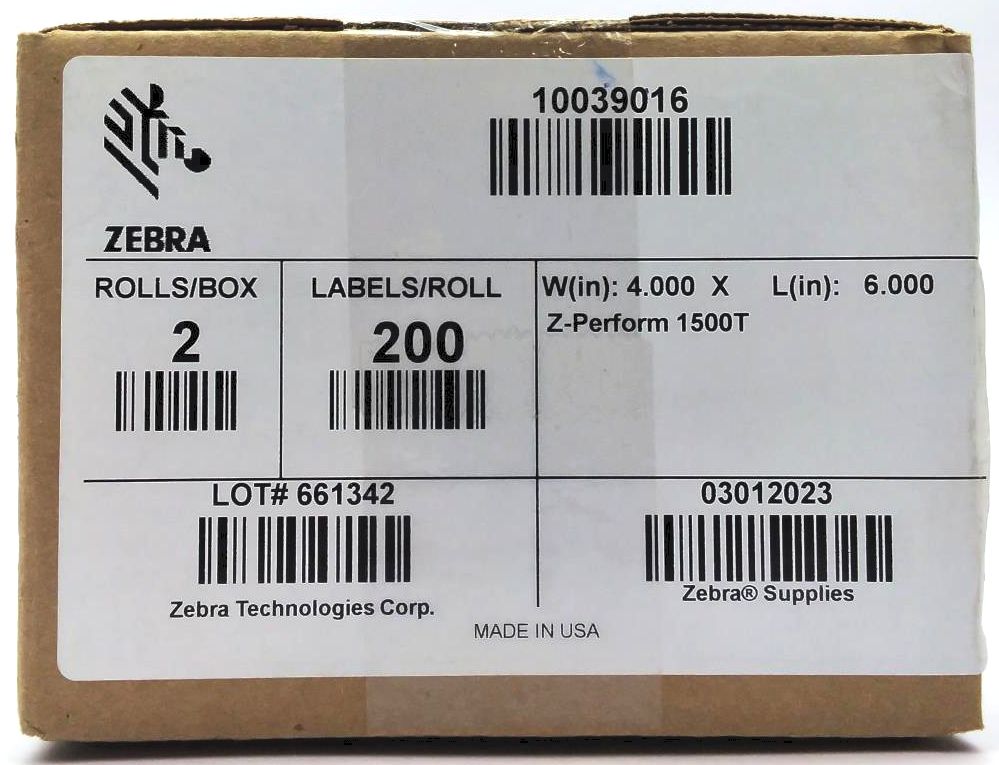 10039016
ZEBRA
ROLLS/BOX
2
LABELS/ROLL
200
W(in): 4.000 X L(in): 6.000
Z-Perform 1500T
LOT# 661342
Zebra Technologies Corp.
03012023
Zebra® Supplies
MADE IN USA